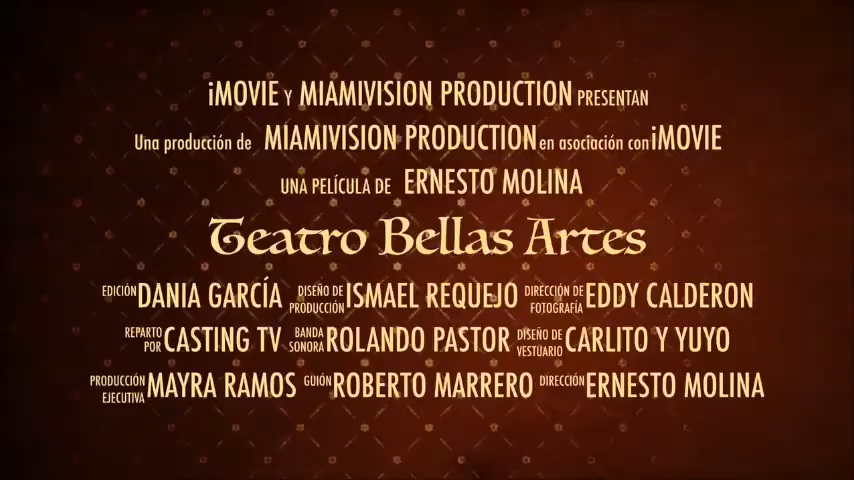 iMOVIE Y MIAMIVISION PRODUCTION PRESENTAN
Una producción de MIAMIVISION PRODUCTION en asociación con iMOVIE
UNA PELÍCULA DE ERNESTO MOLINA
Teatro Bellas Artes
EDICIÓN DANIA GARCÍA DISEÑO DE PRODUCCIÓN ISMAEL REQUEJO DIRECCIÓN DE FOTOGRAFÍA EDDY CALDERON
REPARTO POR CASTING TV BANDA SONORA ROLANDO PASTOR DISEÑO DE VESTUARIO CARLITO Y YUYO
PRODUCCIÓN EJECUTIVA MAYRA RAMOS GUIÓN ROBERTO MARRERO DIRECCIÓN ERNESTO MOLINA